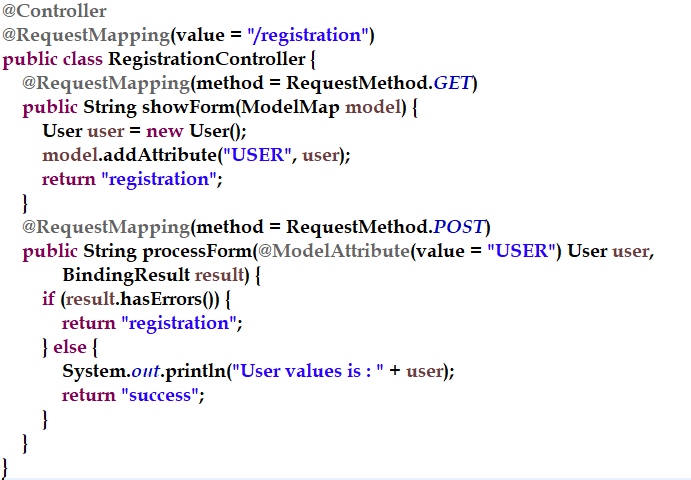 @Controller
@RequestMapping(value = "/registration")
public class RegistrationController {
@RequestMapping(method = RequestMethod.GET)
public String showForm(ModelMap model) {
User user = new User();
model.addAttribute("USER", user);
return "registration";
}
@RequestMapping(method = RequestMethod.POST)
public String processForm(@ModelAttribute(value = "USER") User user,
BindingResult result) {
if (result.hasErrors()) {
return "registration";
} else {
System.out.println("User values is : " + user);
return "success";
}
}
}